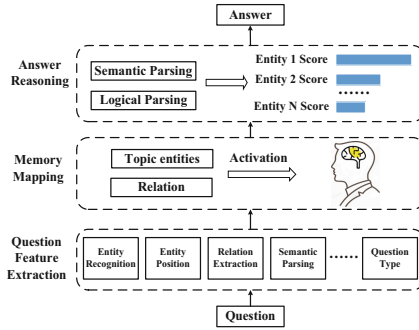 Answer
Answer
Reasoning
Semantic Parsing
Logical Parsing
Entity 1 Score
Entity 2 Score
······
Entity N Score
Memory
Mapping
Topic entities
Relation
Activation
Question
Feature
Extraction
Entity
Recognition
Entity
Position
Relation
Extraction
Semantic
Parsing
······
Question
Type
Question